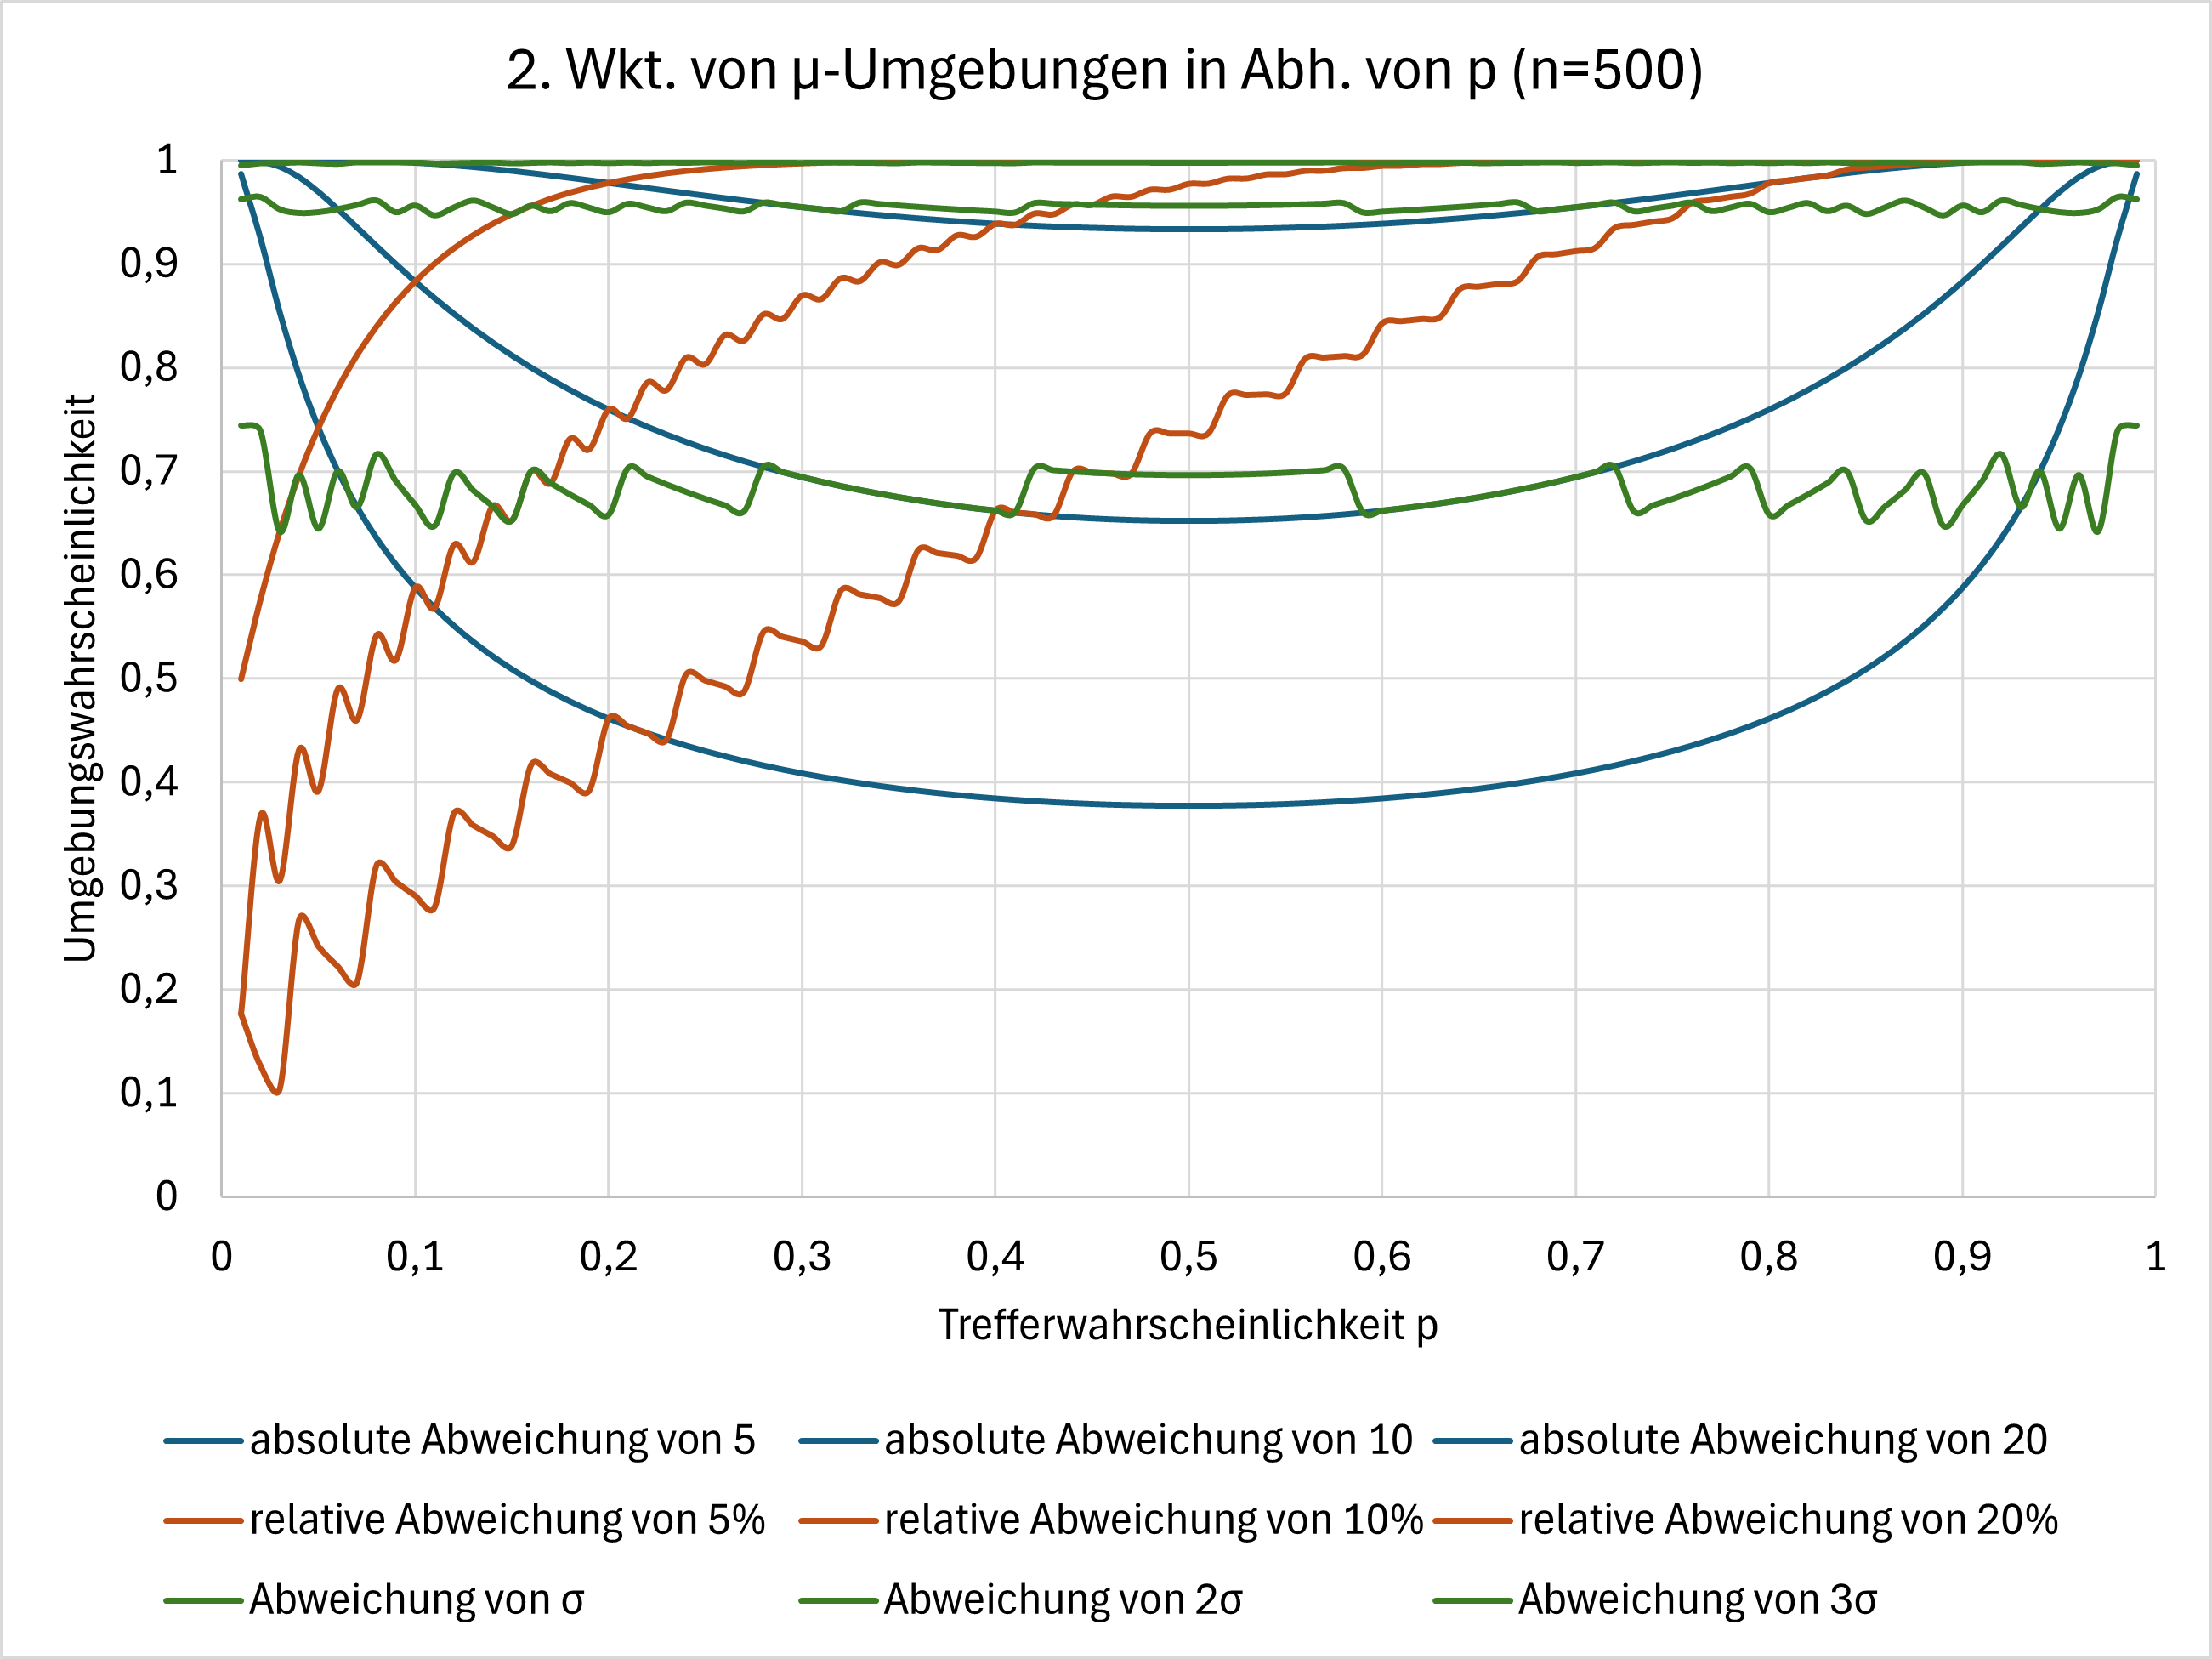 2. Wkt. von µ-Umgebungen in Abh. von p (n=500)
Umgebungswahrscheinlichkeit
1
0,9
0,8
0,7
0,6
0,5
0,4
0,3
0,2
0,1
0
0 0,1 0,2 0,3 0,4 0,5 0,6 0,7 0,8 0,9 1
Trefferwahrscheinlichkeit p
absolute Abweichung von 5 absolute Abweichung von 10 absolute Abweichung von 20
relative Abweichung von 5% relative Abweichung von 10% relative Abweichung von 20%
Abweichung von σ Abweichung von 2σ Abweichung von 3σ